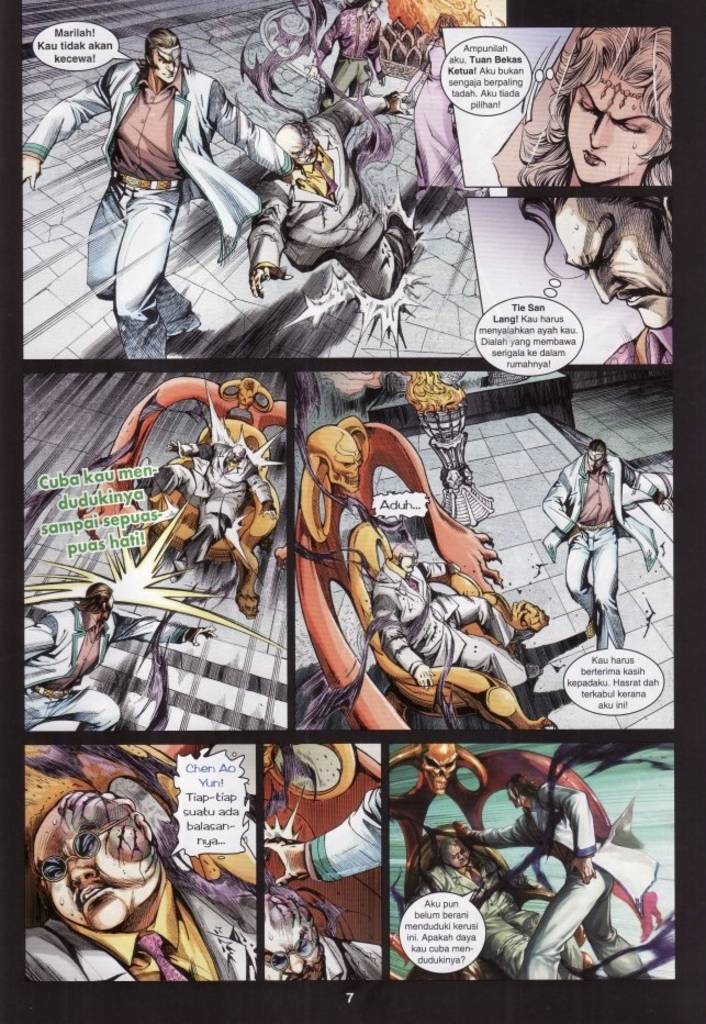 Marilah!
Kau tidak akan
kecewa!
Ampunilah
aku, Tuan Bekas
Ketua! Aku bukan
sengaja berpaling
tadah. Aku tiada
pilihan!
Tie San
Lang! Kau harus
menyalahkan ayah kau.
Dialah yang membawa
serigala ke dalam
rumahnya!
Cuba kau men-
dudukinya
sampai sepuas-
puas hati!
Aduh...
Kau harus
berterima kasih
kepadaku. Hasrat dah
terkabul kerana
aku ini!
Chen Ao
Yun!
Tiap-tiap
suatu ada
balasan-
nya...
Aku pun
belum berani
menduduki kerusi
ini. Apakah daya
kau cuba men-
dudukinya?
7